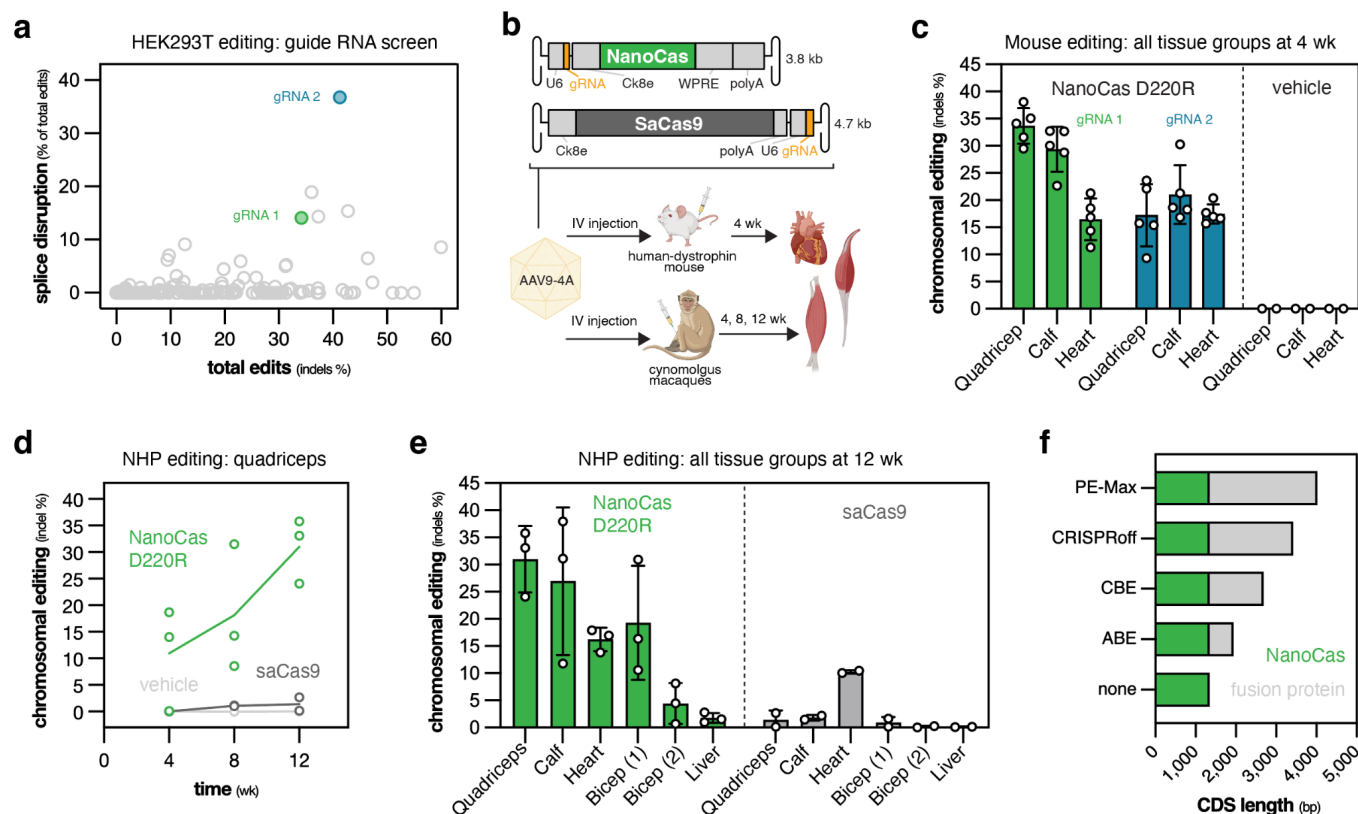 a
HEK293T editing: guide RNA screen
splice disruption (% of total edits)
40
30
20
10
0
gRNA 2
gRNA 1
0 10 20 30 40 50 60
total edits (indels %)
b
NanoCas
3.8 kb
U6 gRNA Ck8e WPRE polyA
SaCas9
4.7 kb
Ck8e polyA U6 gRNA
AAV9-4A
IV injection
4 wk
human-dystrophin
mouse
IV injection
4, 8, 12 wk
cynomolgus
macaques
c
Mouse editing: all tissue groups at 4 wk
chromosomal editing (indels %)
45
40
35
30
25
20
15
10
5
0
NanoCas D220R
vehicle
gRNA 1
gRNA 2
Quadricep Calf Heart Quadricep Calf Heart Quadricep Calf Heart
d
NHP editing: quadriceps
chromosomal editing (indel %)
40
35
30
25
20
15
10
5
0
NanoCas
D220R
saCas9
vehicle
0 4 8 12
time (wk)
e
NHP editing: all tissue groups at 12 wk
chromosomal editing (indels %)
45
40
35
30
25
20
15
10
5
0
NanoCas
D220R
saCas9
Quadriceps Calf Heart Bicep (1) Bicep (2) Liver Quadriceps Calf Heart Bicep (1) Bicep (2) Liver
f
PE-Max
CRISPRoff
CBE
ABE
none
NanoCas
fusion protein
0 1,000 2,000 3,000 4,000 5,000
CDS length (bp)